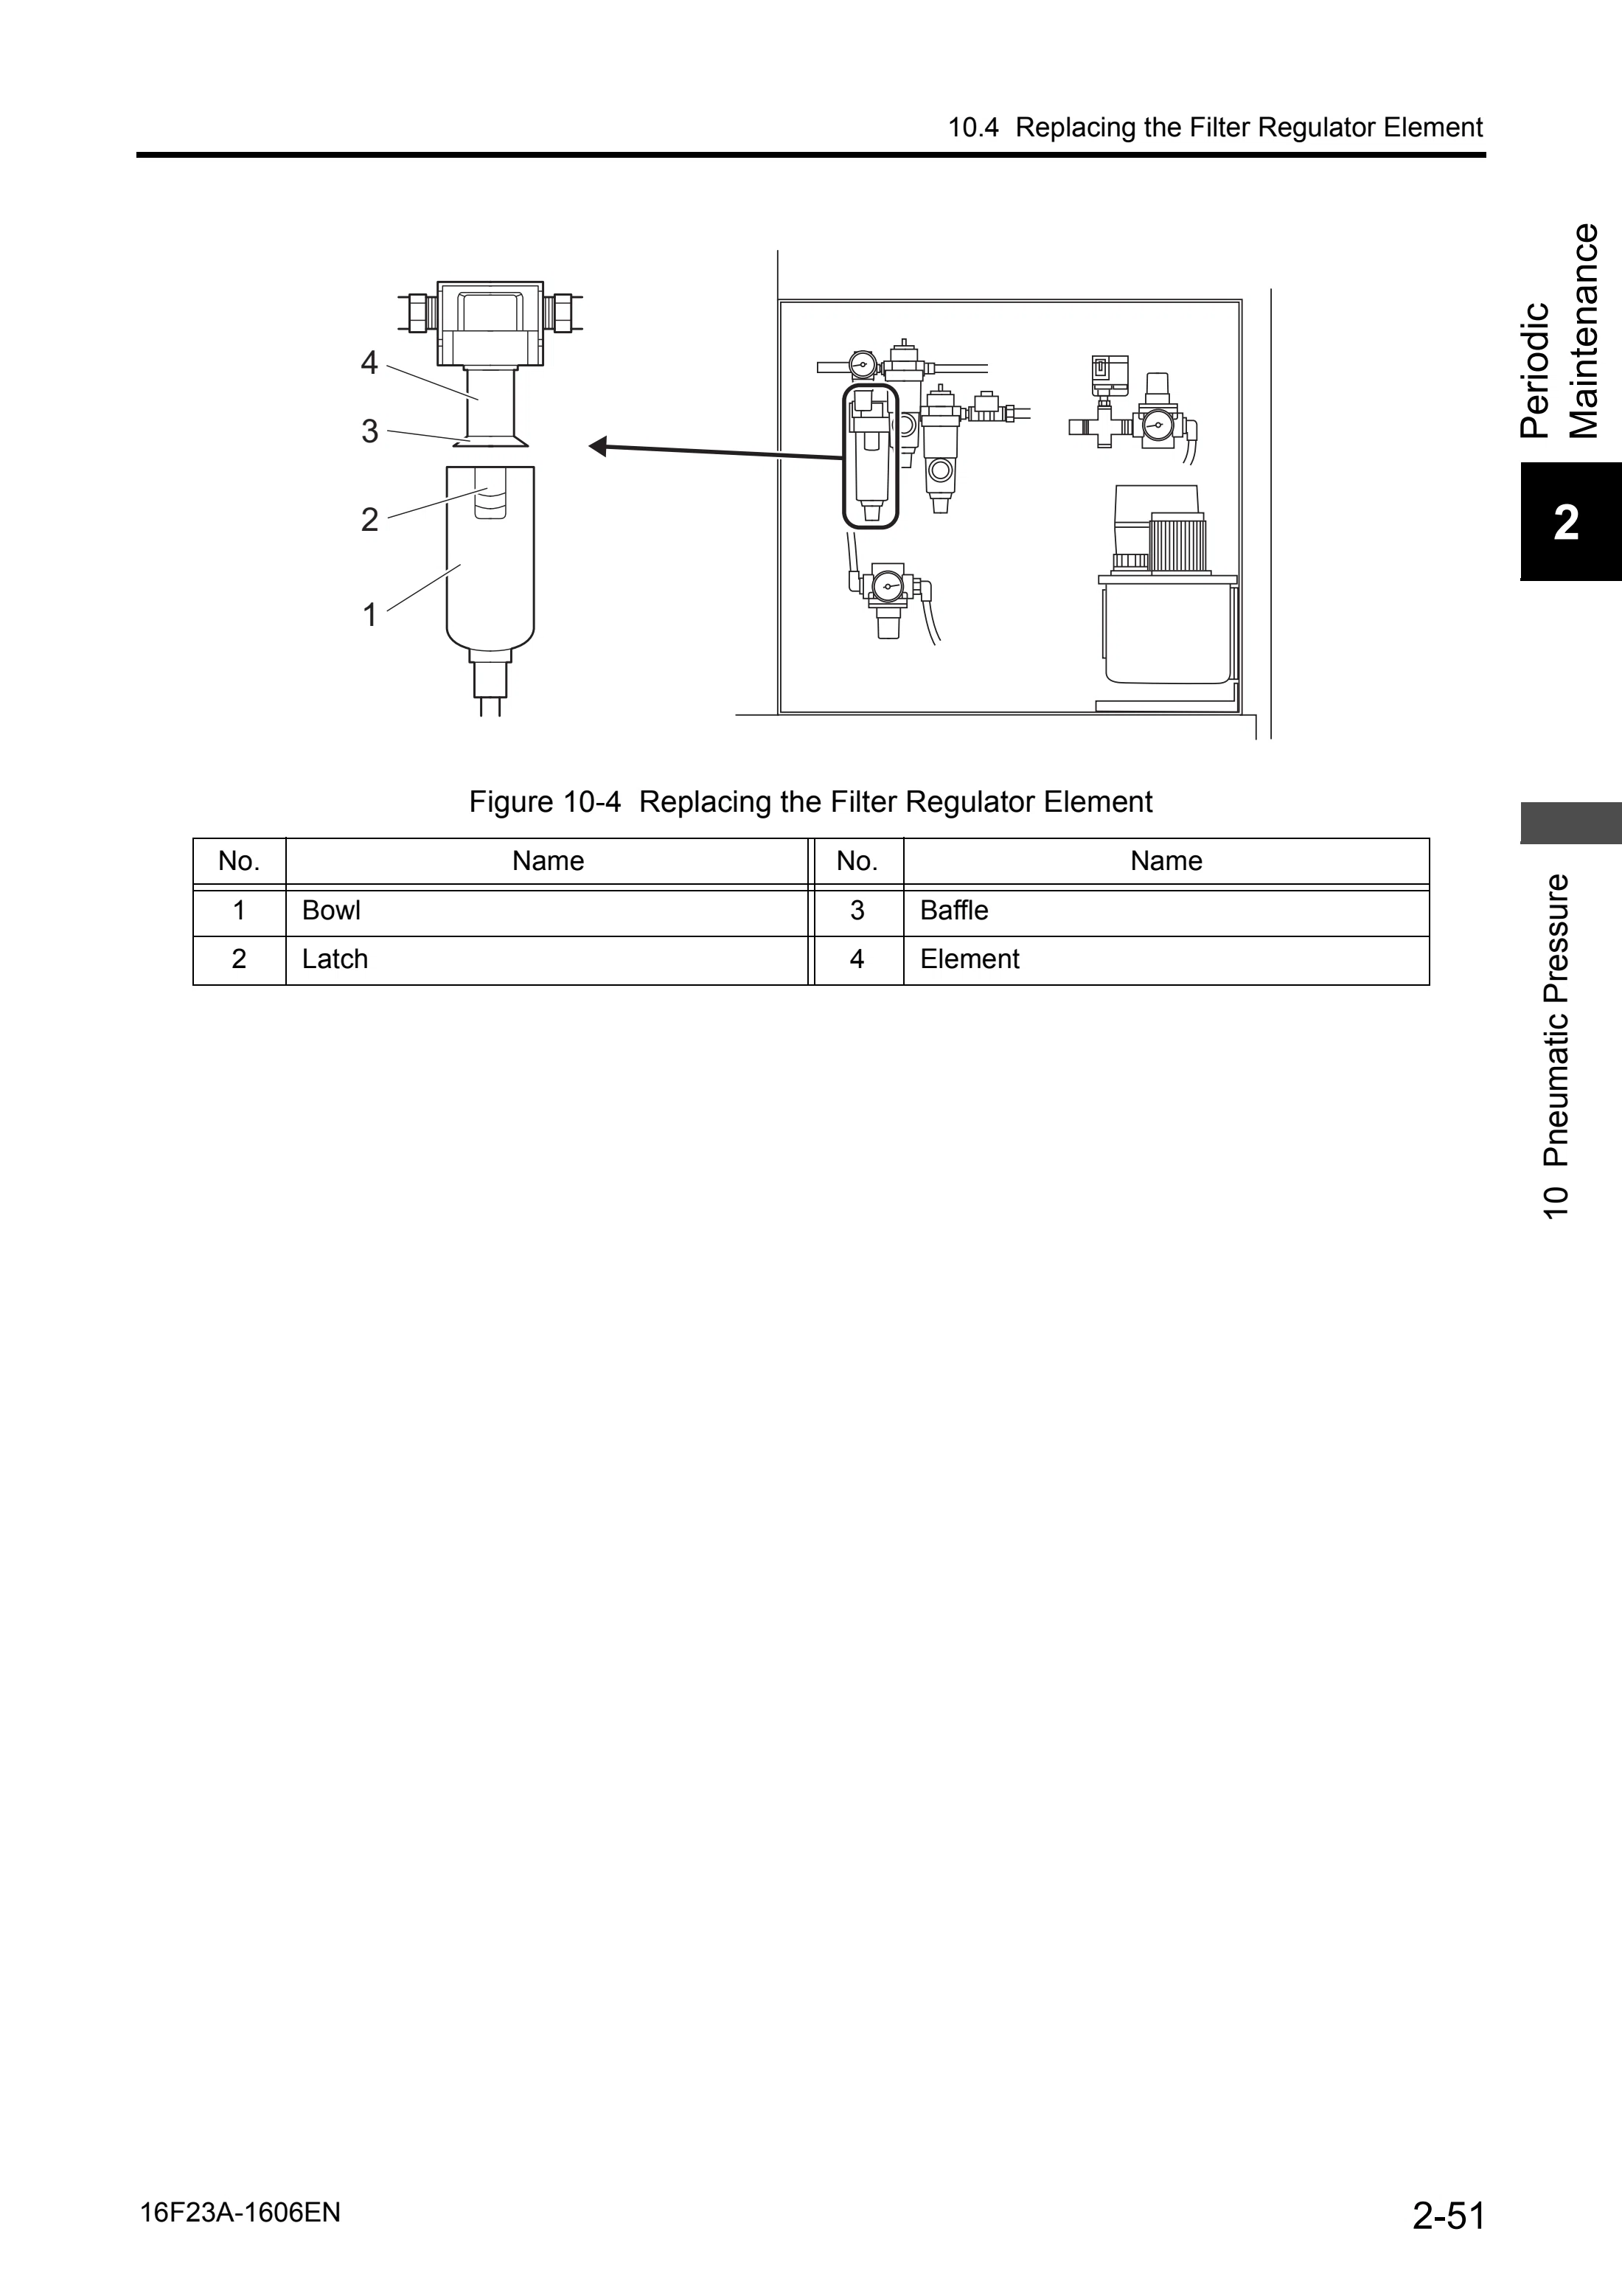 10.4 Replacing the Filter Regulator Element
4
3
2
1
Figure 10-4 Replacing the Filter Regulator Element
No. Name No. Name
1 Bowl 3 Baffle
2 Latch 4 Element
Periodic
Maintenance
2
10 Pneumatic Pressure
16F23A-1606EN
2-51